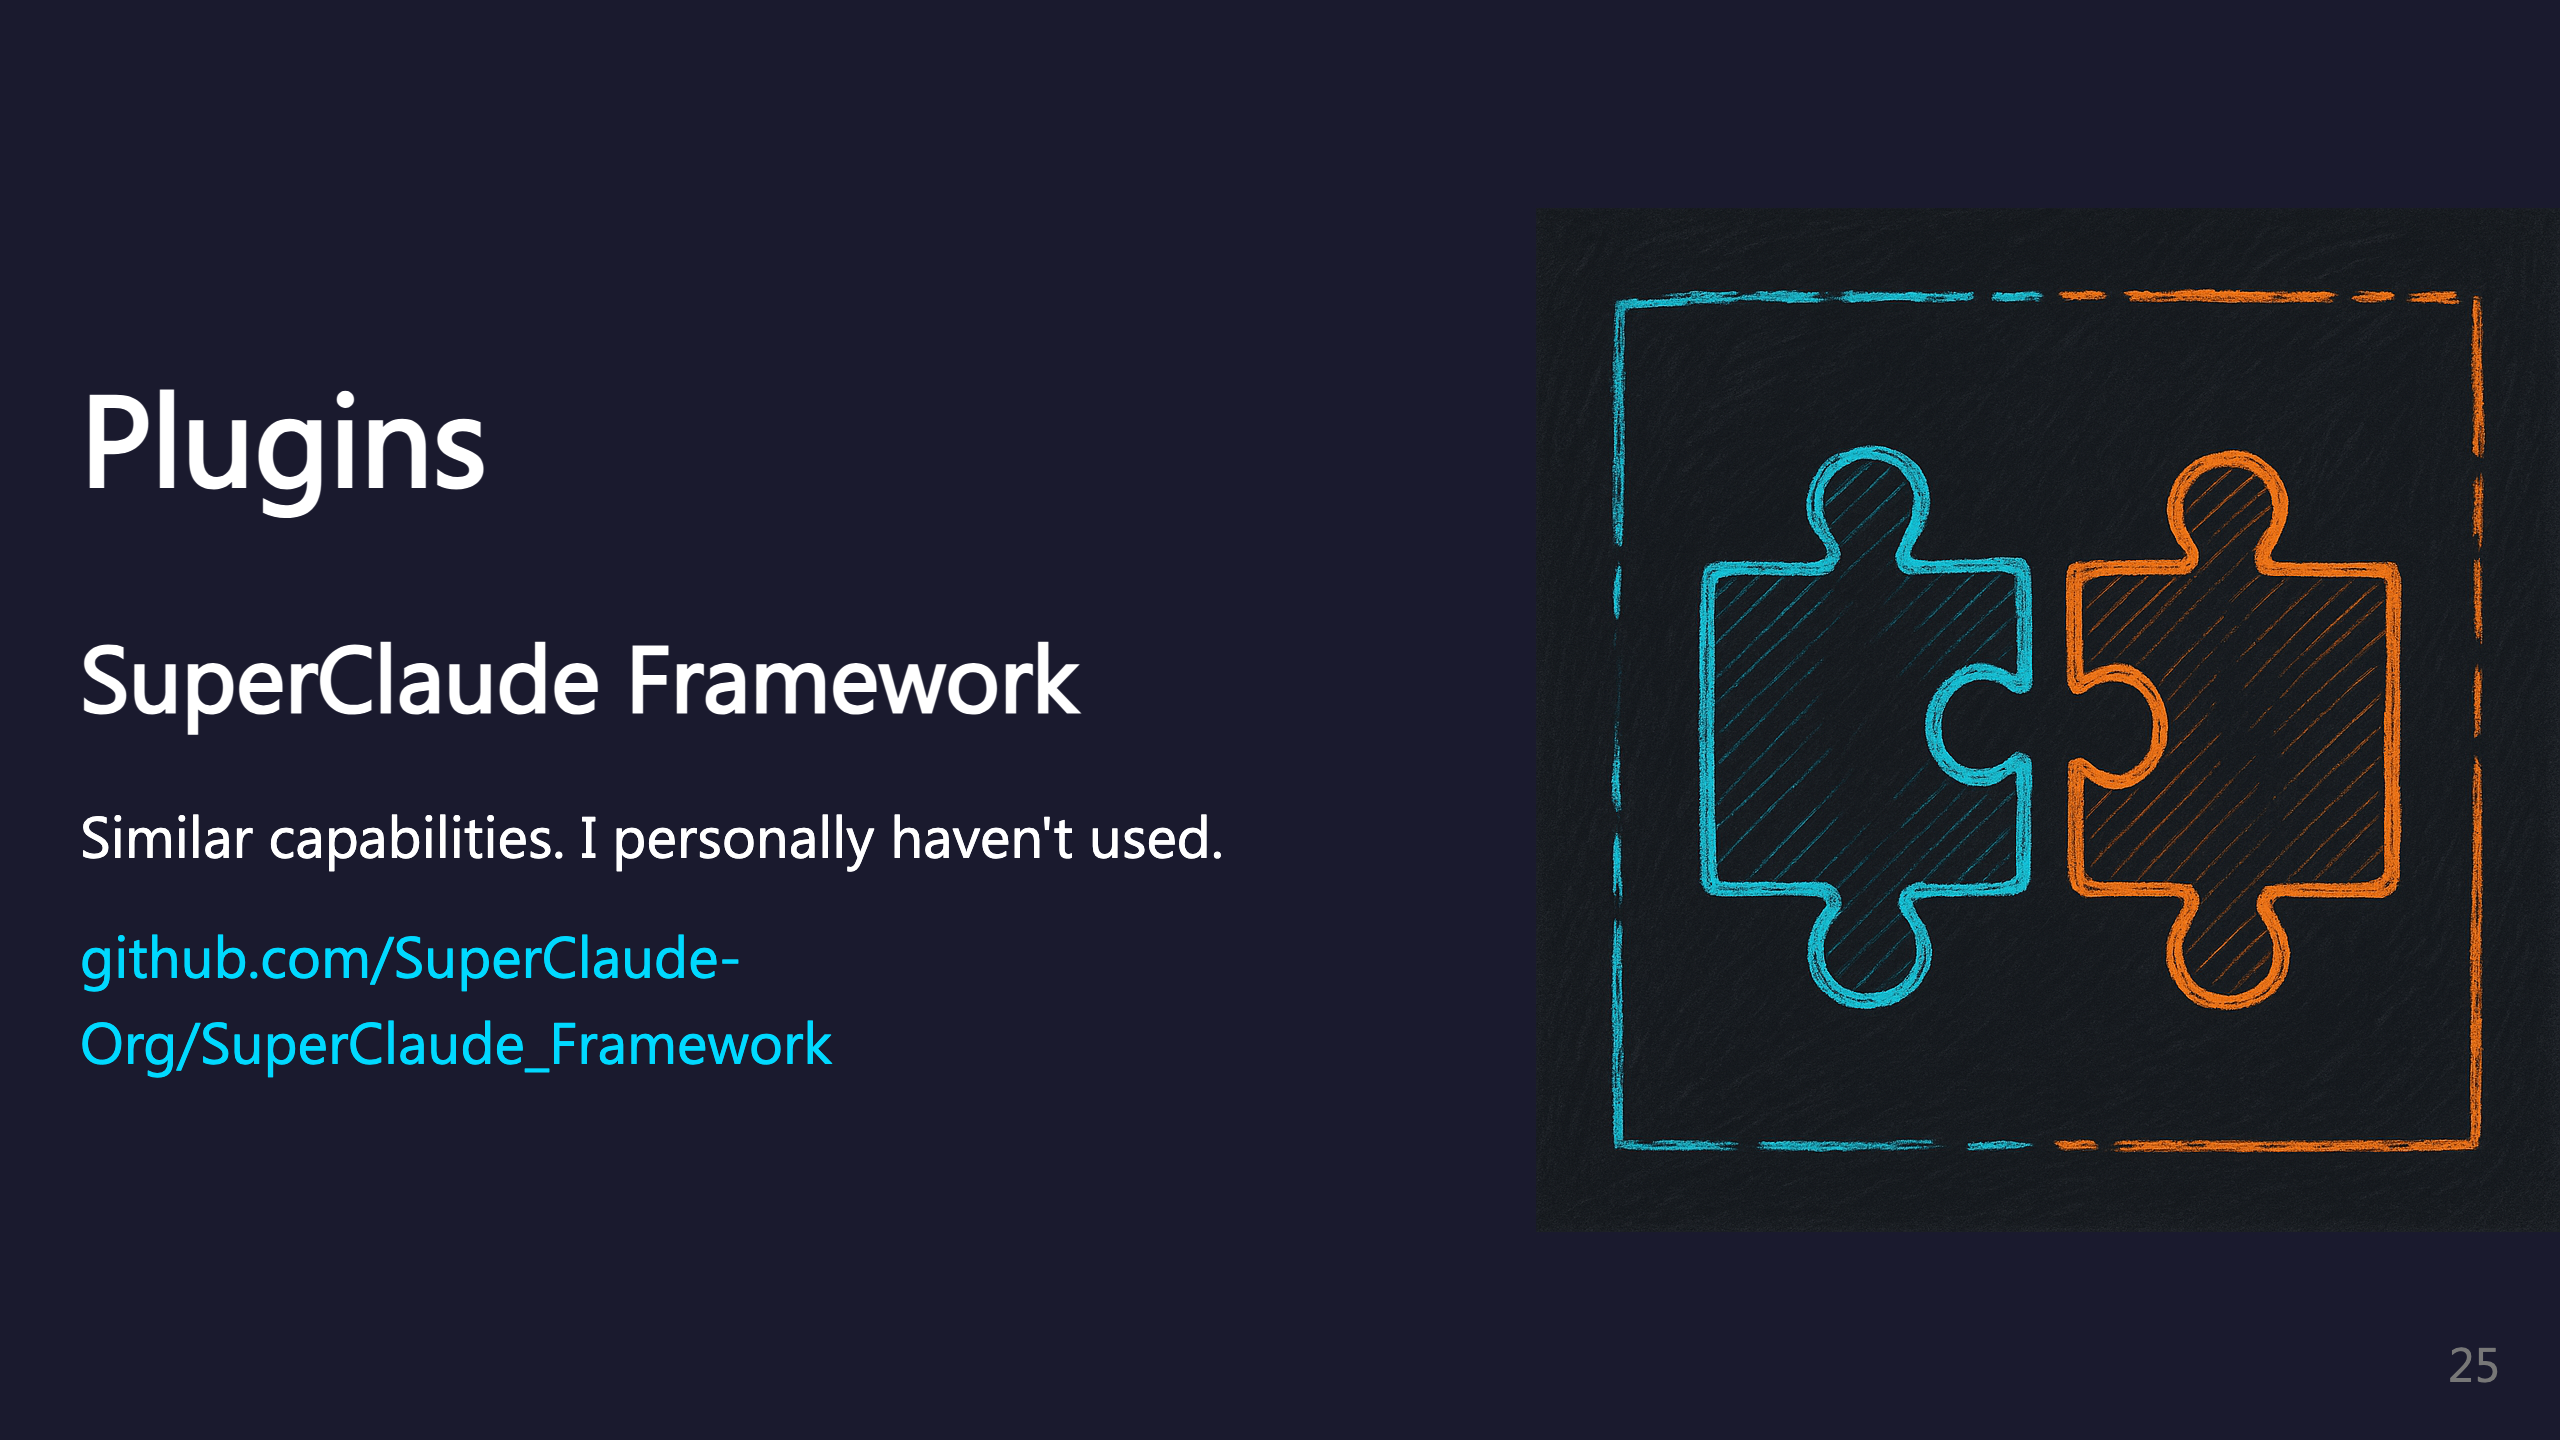 Plugins
SuperClaude Framework
Similar capabilities. I personally haven't used.
github.com/SuperClaude-
Org/SuperClaude_Framework
25